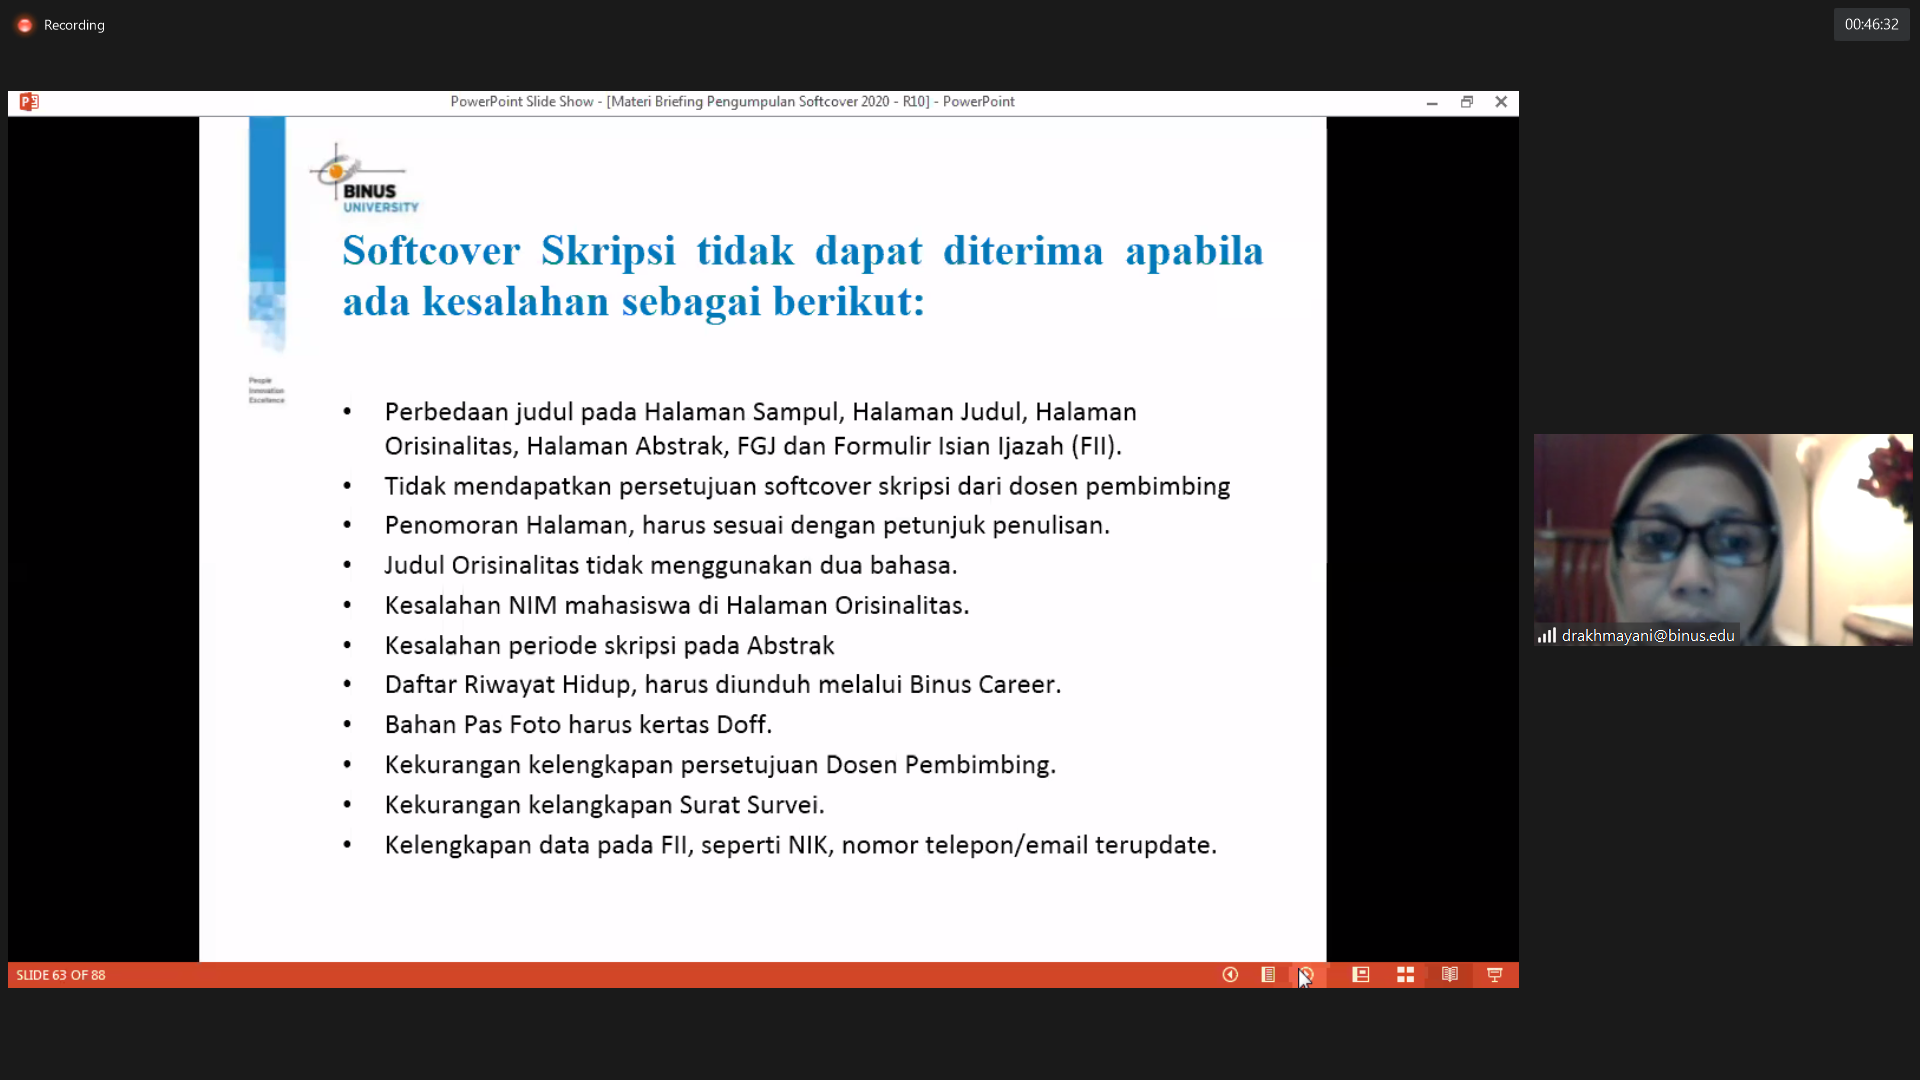 Recording
00:46:32
PowerPoint Slide Show - [Materi Briefing Pengumpulan Softcover 2020 - R10] - PowerPoint
BINUS
UNIVERSITY
Softcover Skripsi tidak dapat diterima apabila
ada kesalahan sebagai berikut:
People
Innovation
Excellence
• Perbedaan judul pada Halaman Sampul, Halaman Judul, Halaman
Orisinalitas, Halaman Abstrak, FGJ dan Formulir Isian Ijazah (FII).
• Tidak mendapatkan persetujuan softcover skripsi dari dosen pembimbing
• Penomoran Halaman, harus sesuai dengan petunjuk penulisan.
• Judul Orisinalitas tidak menggunakan dua bahasa.
• Kesalahan NIM mahasiswa di Halaman Orisinalitas.
• Kesalahan periode skripsi pada Abstrak
• Daftar Riwayat Hidup, harus diunduh melalui Binus Career.
• Bahan Pas Foto harus kertas Doff.
• Kekurangan kelengkapan persetujuan Dosen Pembimbing.
• Kekurangan kelangkapan Surat Survei.
• Kelengkapan data pada FII, seperti NIK, nomor telepon/email terupdate.
drakhmayani@binus.edu
SLIDE 63 OF 88